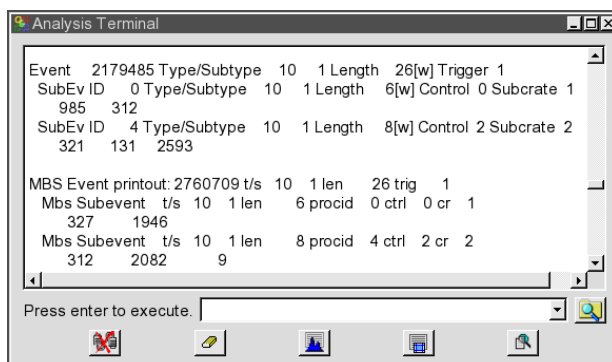 Analysis Terminal
Event 2179485 Type/Subtype 10 1 Length 26[w] Trigger 1
SubEv ID 0 Type/Subtype 10 1 Length 6[w] Control 0 Subcrate 1
985 312
SubEv ID 4 Type/Subtype 10 1 Length 8[w] Control 2 Subcrate 2
321 131 2593
MBS Event printout: 2760709 t/s 10 1 len 26 trig 1
Mbs Subevent t/s 10 1 len 6 procid 0 ctrl 0 cr 1
327 1946
Mbs Subevent t/s 10 1 len 8 procid 4 ctrl 2 cr 2
312 2082 9
Press enter to execute.